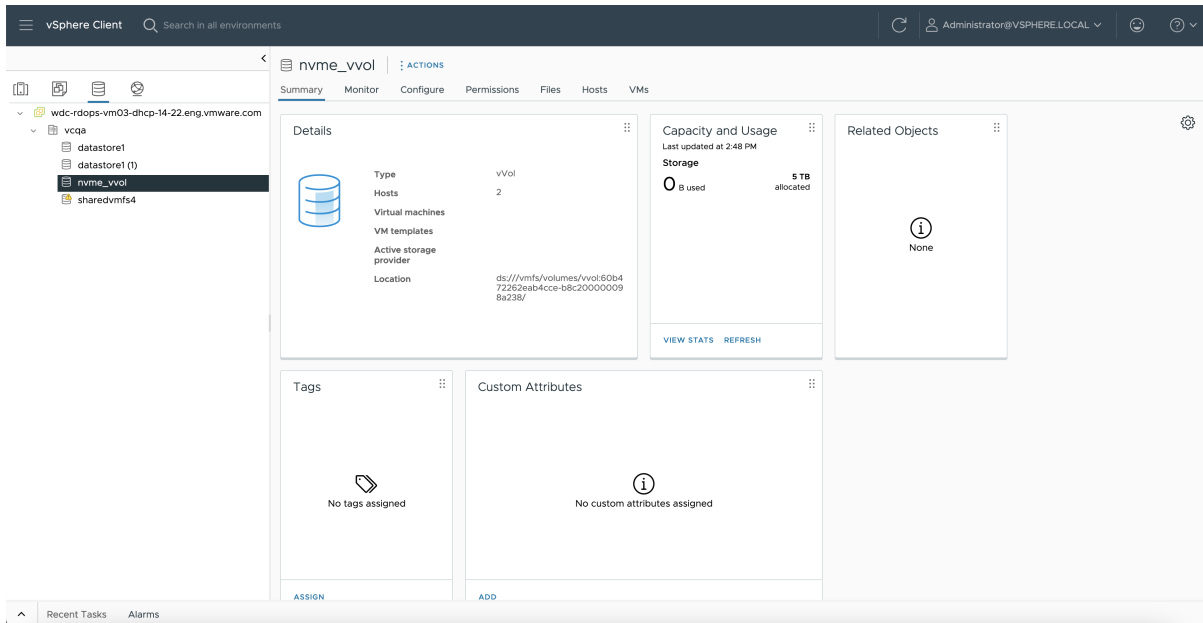 vSphere Client
Search in all environments
Administrator@VSPHERE.LOCAL
wdc-rdops-vm03-dhcp-14-22.eng.vmware.com
vcqa
datastore1
datastore1 (1)
nvme_vvol
sharedvmfs4
nvme_vvol
ACTIONS
Summary Monitor Configure Permissions Files Hosts VMs
Details
Type vVol
Hosts 2
Virtual machines
VM templates
Active storage
provider
Location ds:///vmfs/volumes/vvol:60b4
72262eab4cce-b8c20000009
8a238/
Capacity and Usage
Last updated at 2:48 PM
Storage
0 B used
5 TB
allocated
VIEW STATS REFRESH
Related Objects
None
Tags
No tags assigned
ASSIGN
Custom Attributes
No custom attributes assigned
ADD
Recent Tasks Alarms